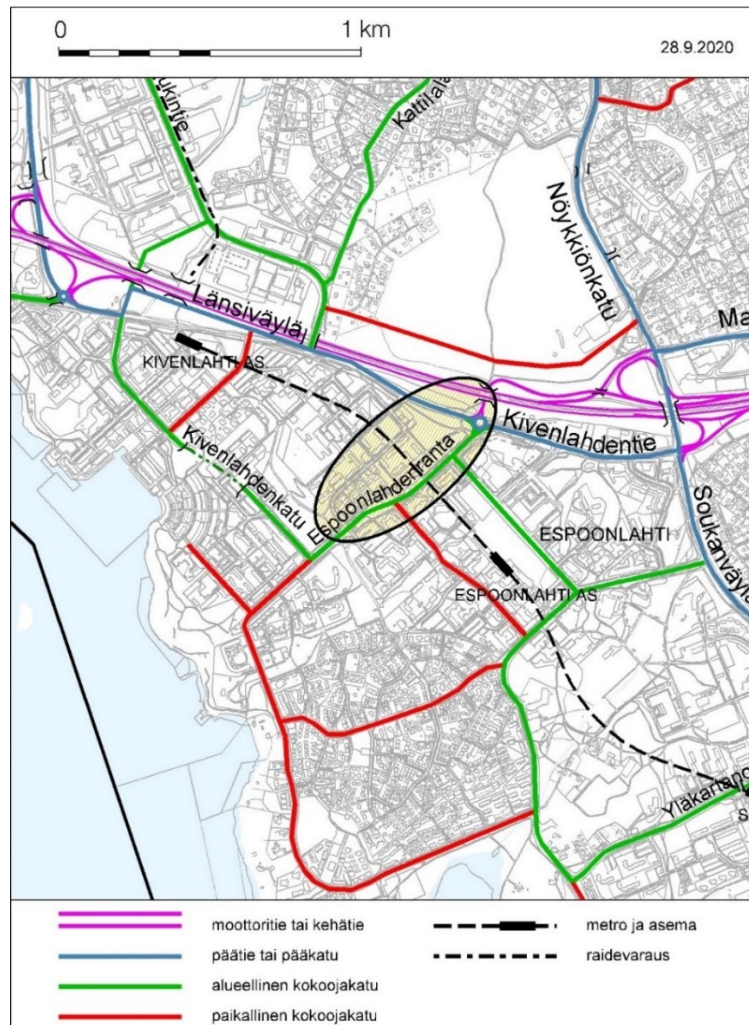 0 1 km
28.9.2020
Kattilala
Nöykkiönkatu
Länsiväylä
Ma
KIVENLAHTI AS.
Kivenlahdentie
Kivenlahdenkatu
Espoonlahdenranta
ESPOONLAHTI
Soukanväylä
ESPOONLAHTI AS
Yläkartano
s
moottoritie tai kehätie
metro ja asema
päätie tai pääkatu
raidevaraus
alueellinen kokoojakatu
paikallinen kokoojakatu